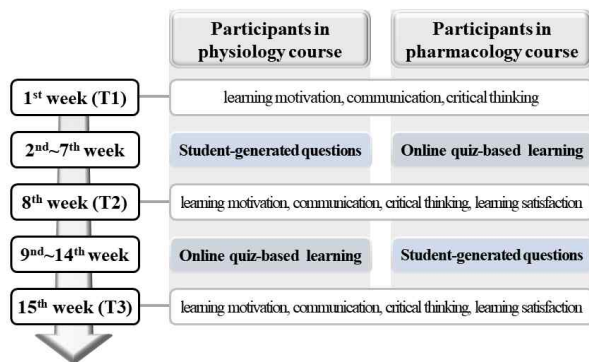 Participants in physiology course
Participants in pharmacology course
1st week (T1)
learning motivation, communication, critical thinking
2nd~7th week
Student-generated questions
Online quiz-based learning
8th week (T2)
learning motivation, communication, critical thinking, learning satisfaction
9nd~14th week
Online quiz-based learning
Student-generated questions
15th week (T3)
learning motivation, communication, critical thinking, learning satisfaction